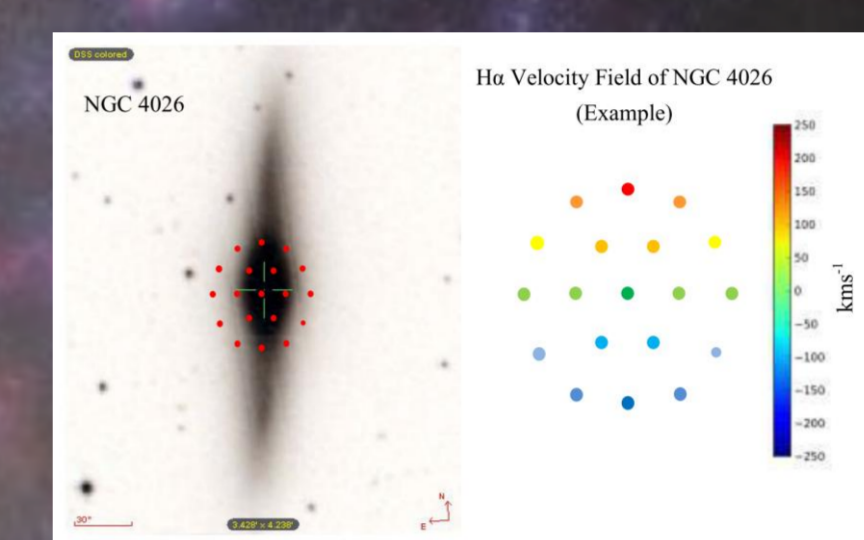 DSS colored
NGC 4026
30"
3.428' x 4.238'
N
E
Hα Velocity Field of NGC 4026
(Example)
250
200
150
100
50
0
−50
−100
−150
−200
−250
kms⁻¹